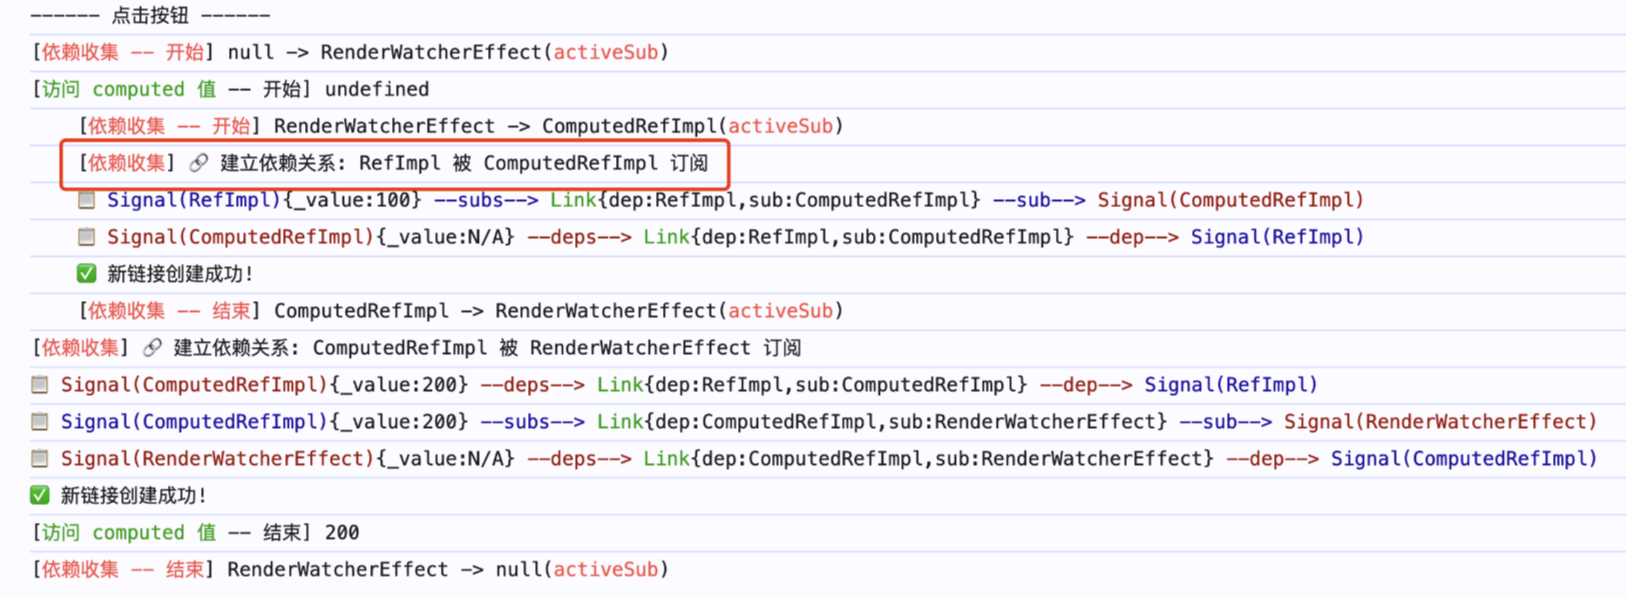 ------ 点击按钮 ------
[依赖收集 -- 开始] null -> RenderWatcherEffect(activeSub)
[访问 computed 值 -- 开始] undefined
[依赖收集 -- 开始] RenderWatcherEffect -> ComputedRefImpl(activeSub)
[依赖收集] 🔗 建立依赖关系: RefImpl 被 ComputedRefImpl 订阅
📋 Signal(RefImpl){_value:100} --subs--> Link{dep:RefImpl,sub:ComputedRefImpl} --sub--> Signal(ComputedRefImpl)
📋 Signal(ComputedRefImpl){_value:N/A} --deps--> Link{dep:RefImpl,sub:ComputedRefImpl} --dep--> Signal(RefImpl)
✅ 新链接创建成功!
[依赖收集 -- 结束] ComputedRefImpl -> RenderWatcherEffect(activeSub)
[依赖收集] 🔗 建立依赖关系: ComputedRefImpl 被 RenderWatcherEffect 订阅
📋 Signal(ComputedRefImpl){_value:200} --deps--> Link{dep:RefImpl,sub:ComputedRefImpl} --dep--> Signal(RefImpl)
📋 Signal(ComputedRefImpl){_value:200} --subs--> Link{dep:ComputedRefImpl,sub:RenderWatcherEffect} --sub--> Signal(RenderWatcherEffect)
📋 Signal(RenderWatcherEffect){_value:N/A} --deps--> Link{dep:ComputedRefImpl,sub:RenderWatcherEffect} --dep--> Signal(ComputedRefImpl)
✅ 新链接创建成功!
[访问 computed 值 -- 结束] 200
[依赖收集 -- 结束] RenderWatcherEffect -> null(activeSub)